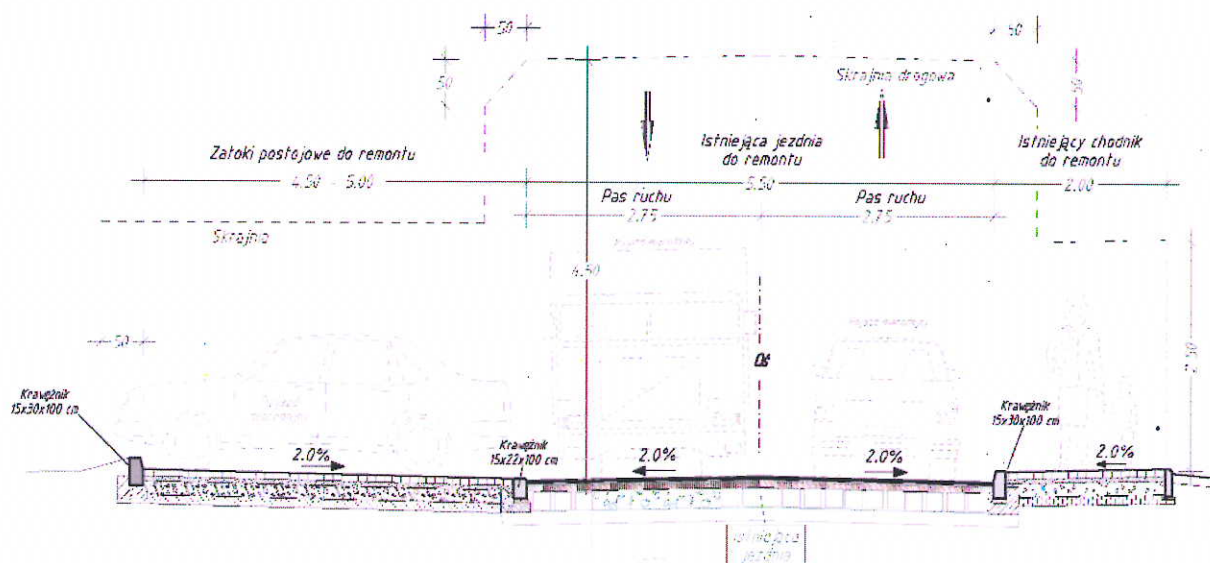 50
50
50
Skrajnia drogowa
50
Zatoki postojowe do remontu
Istniejąca jezdnia
do remontu
Istniejący chodnik
do remontu
4.50 - 5.00
5.50
2.00
Pas ruchu
Pas ruchu
2.75
2.75
Skrajnia
4.50
2.50
50
Oś
Krawężnik
15x30x100 cm
Krawężnik
15x22x100 cm
Krawężnik
15x30x100 cm
2.0%
2.0%
2.0%
2.0%
Istniejąca
jezdnia